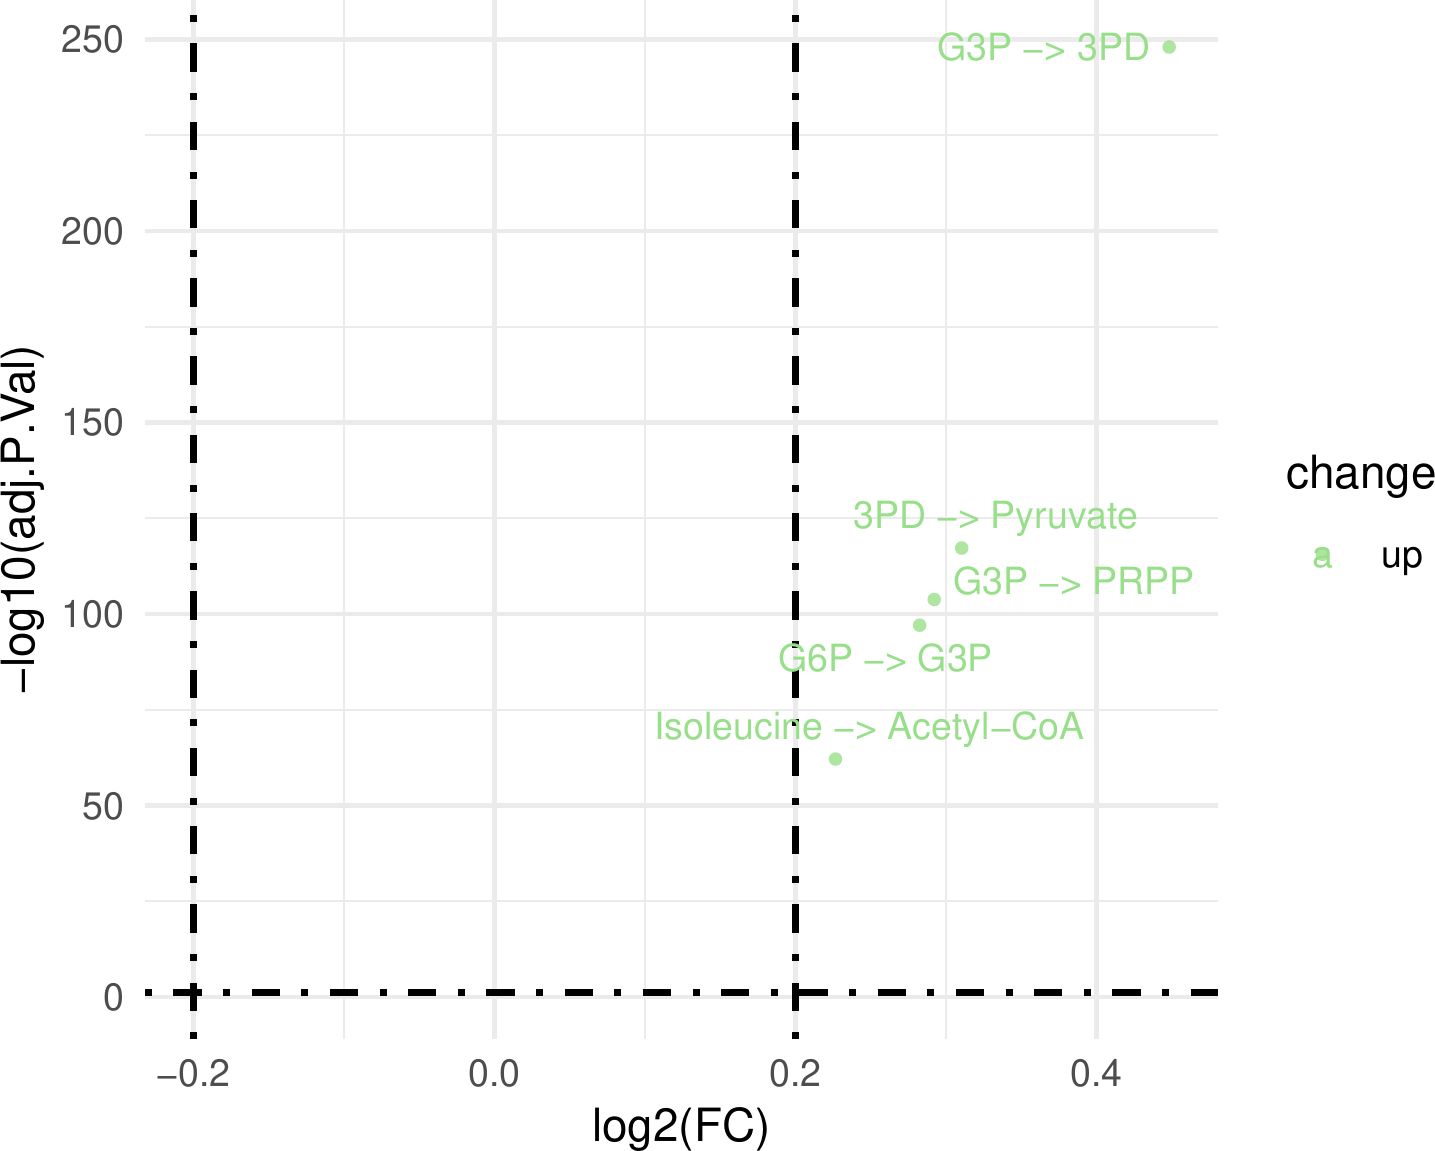 −log10(adj.P.Val)
250
200
150
100
50
0
G3P −> 3PD
3PD −> Pyruvate
G3P −> PRPP
G6P −> G3P
Isoleucine −> Acetyl−CoA
−0.2
0.0
0.2
0.4
log2(FC)
change
a up